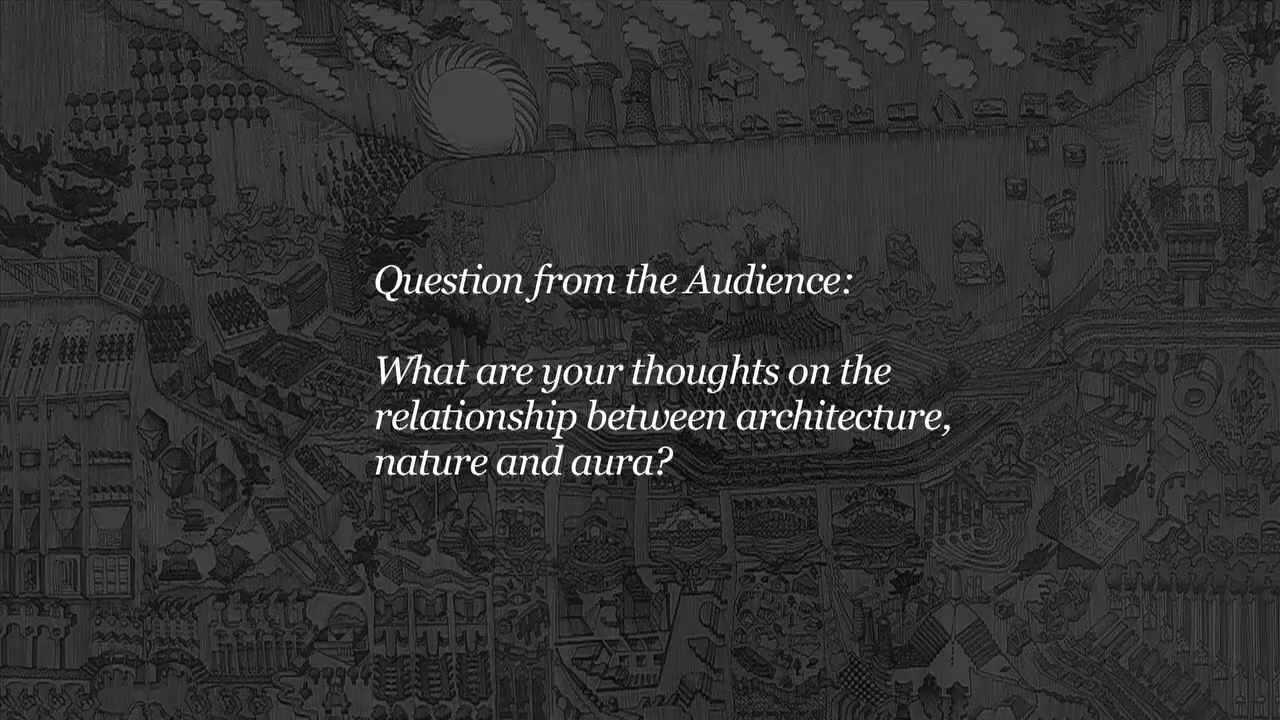 Question from the Audience:
What are your thoughts on the
relationship between architecture,
nature and aura?